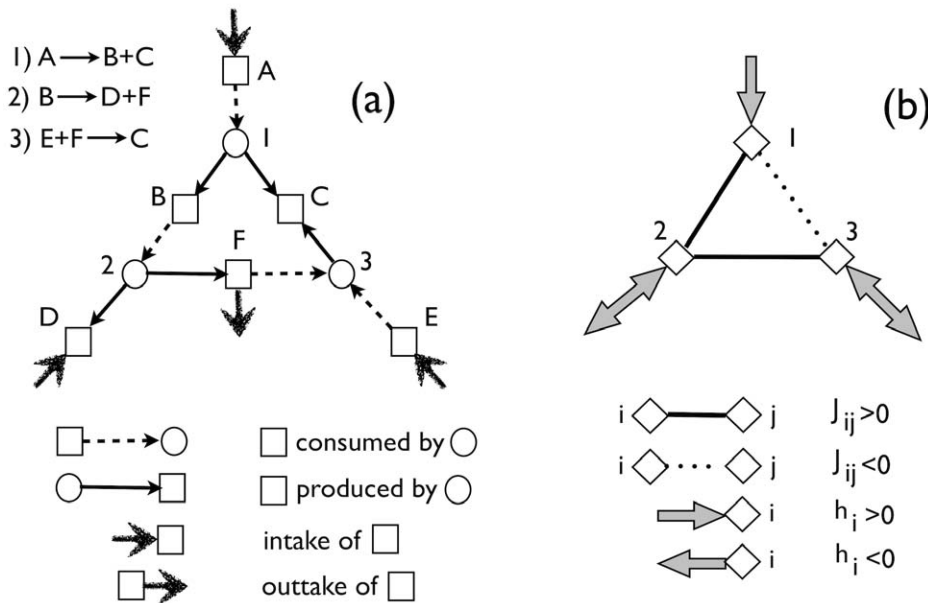 1) A → B+C
2) B → D+F
3) E+F → C
A
(a)
1
B
C
F
2
3
D
E
consumed by
produced by
intake of
outtake of
(b)
1
2
3
i j J_ij >0
i j J_ij <0
i h_i >0
i h_i <0